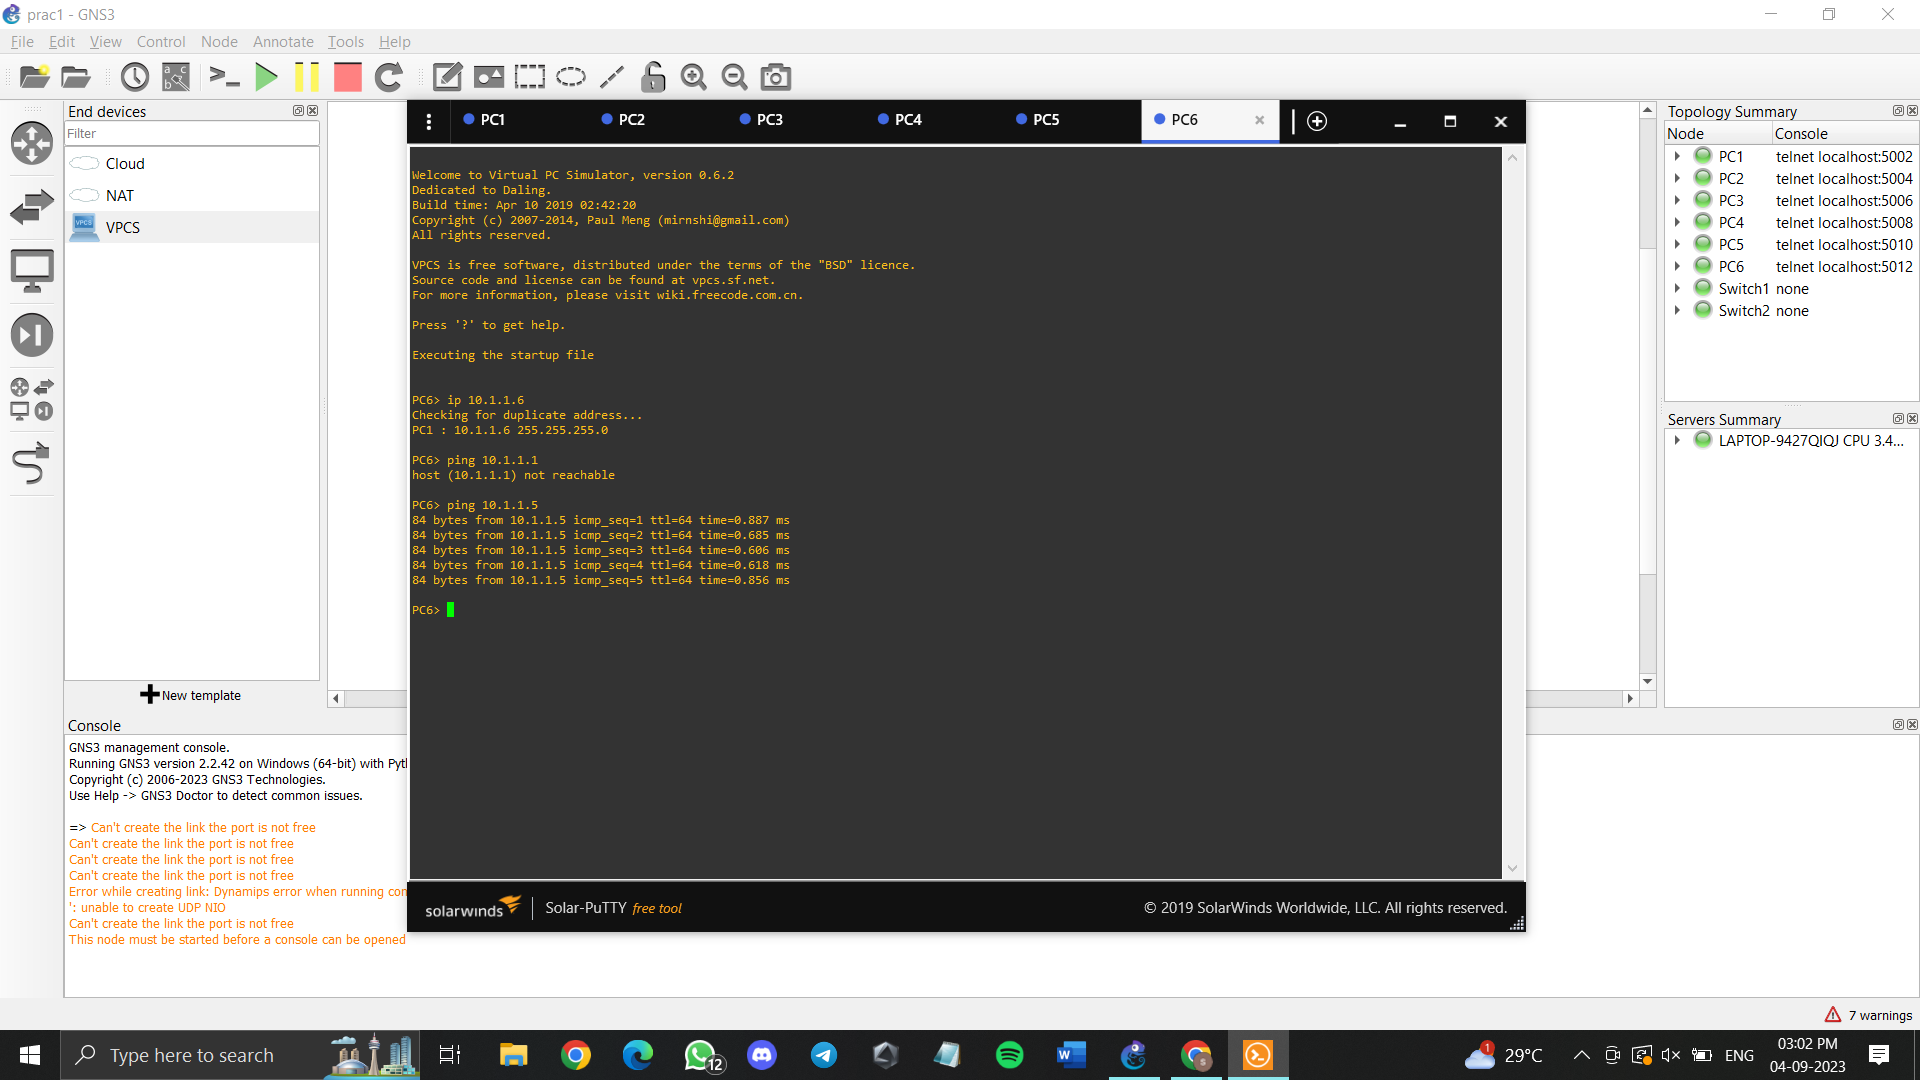 prac1 - GNS3
File Edit View Control Node Annotate Tools Help
End devices
Filter
Cloud
NAT
VPCS
VPCS
New template
PC1 PC2 PC3 PC4 PC5 PC6
Welcome to Virtual PC Simulator, version 0.6.2
Dedicated to Daling.
Build time: Apr 10 2019 02:42:20
Copyright (c) 2007-2014, Paul Meng (mirnshi@gmail.com)
All rights reserved.
VPCS is free software, distributed under the terms of the "BSD" licence.
Source code and license can be found at vpcs.sf.net.
For more information, please visit wiki.freecode.com.cn.
Press '?' to get help.
Executing the startup file
PC6> ip 10.1.1.6
Checking for duplicate address...
PC1 : 10.1.1.6 255.255.255.0
PC6> ping 10.1.1.1
host (10.1.1.1) not reachable
PC6> ping 10.1.1.5
84 bytes from 10.1.1.5 icmp_seq=1 ttl=64 time=0.887 ms
84 bytes from 10.1.1.5 icmp_seq=2 ttl=64 time=0.685 ms
84 bytes from 10.1.1.5 icmp_seq=3 ttl=64 time=0.606 ms
84 bytes from 10.1.1.5 icmp_seq=4 ttl=64 time=0.618 ms
84 bytes from 10.1.1.5 icmp_seq=5 ttl=64 time=0.856 ms
PC6>
solarwinds Solar-PuTTY free tool © 2019 SolarWinds Worldwide, LLC. All rights reserved.
Topology Summary
Node Console
PC1 telnet localhost:5002
PC2 telnet localhost:5004
PC3 telnet localhost:5006
PC4 telnet localhost:5008
PC5 telnet localhost:5010
PC6 telnet localhost:5012
Switch1 none
Switch2 none
Servers Summary
LAPTOP-9427QIQJ CPU 3.4...
Console
GNS3 management console.
Running GNS3 version 2.2.42 on Windows (64-bit) with Pyt
Copyright (c) 2006-2023 GNS3 Technologies.
Use Help -> GNS3 Doctor to detect common issues.
=> Can't create the link the port is not free
Can't create the link the port is not free
Can't create the link the port is not free
Can't create the link the port is not free
Error while creating link: Dynamips error when running con
': unable to create UDP NIO
Can't create the link the port is not free
This node must be started before a console can be opened
7 warnings
Type here to search
12
1
29°C
ENG
03:02 PM
04-09-2023